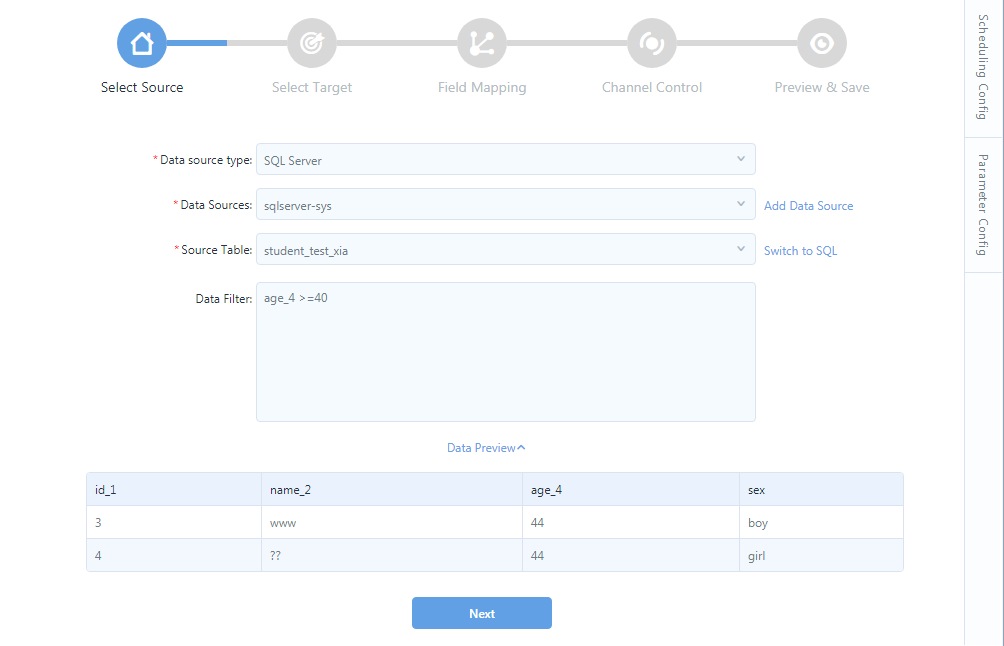 Select Source
Select Target
Field Mapping
Channel Control
Preview & Save
Scheduling Config
Parameter Config
*Data source type: SQL Server
*Data Sources: sqlserver-sys Add Data Source
*Source Table: student_test_xia Switch to SQL
Data Filter: age_4 >=40
Data Preview
id_1 name_2 age_4 sex
3 www 44 boy
4 ?? 44 girl
Next